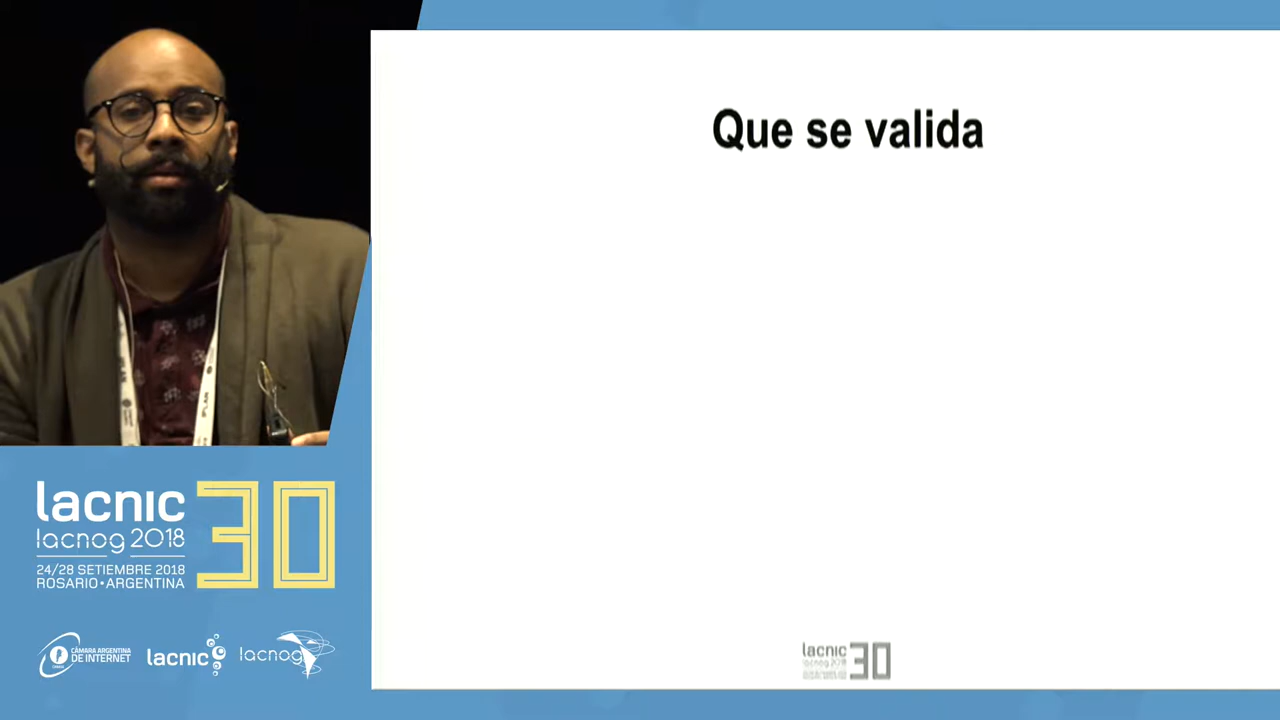 Que se valida
lacnic
lacnog 2018
30
24/28 SETIEMBRE 2018
ROSARIO•ARGENTINA
CÁMARA ARGENTINA
DE INTERNET
lacnic
lacnog
lacnic
lacnog 2018
30